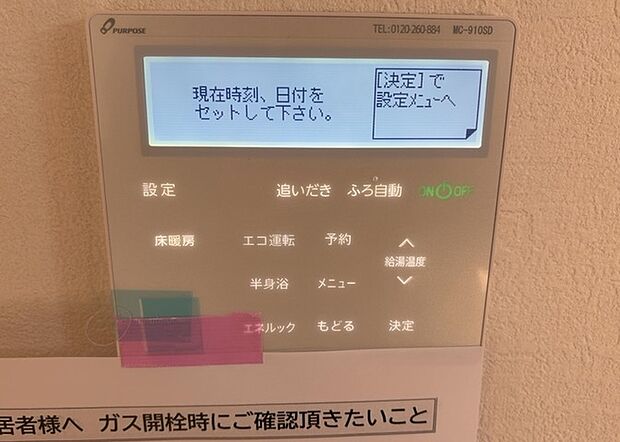 PURPOSE TEL:0120-260-884 MC-910SD
現在時刻、日付を
セットして下さい。
[決定]で
設定メニューへ
設定 追いだき ふろ自動 ON OFF
床暖房 エコ運転 予約
給湯温度
半身浴 メニュー
エネルック もどる 決定
居者様へ ガス開栓時にご確認頂きたいこと